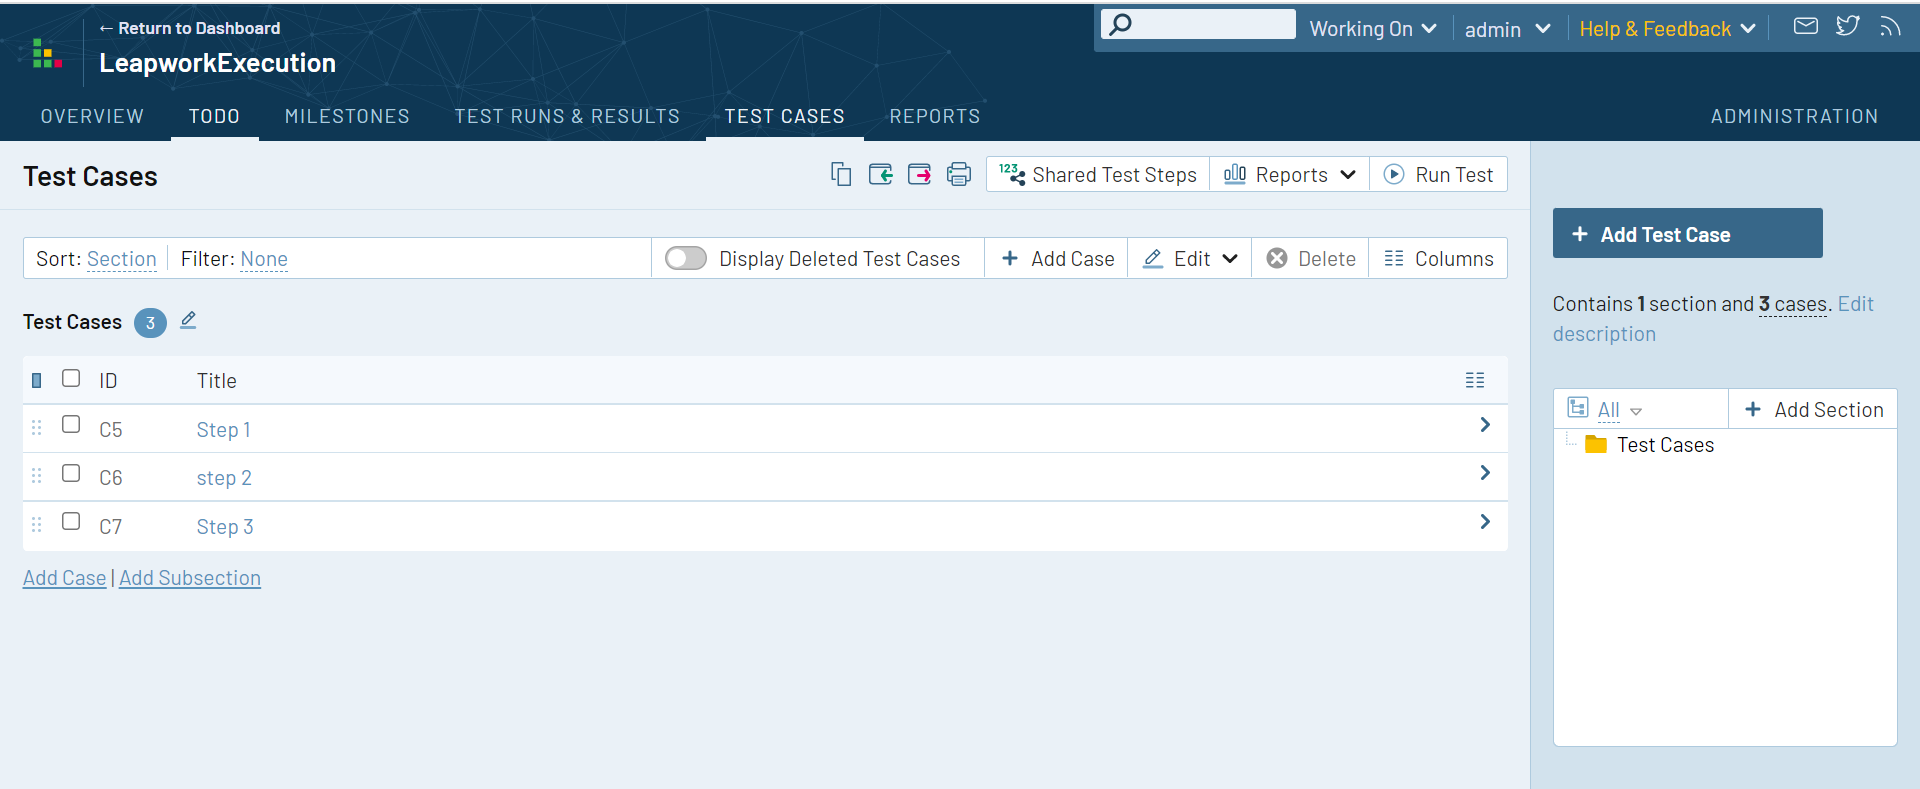 ← Return to Dashboard
LeapworkExecution
Working On
admin
Help & Feedback
OVERVIEW TODO MILESTONES TEST RUNS & RESULTS TEST CASES REPORTS ADMINISTRATION
Test Cases
123 Shared Test Steps Reports Run Test
Sort: Section Filter: None Display Deleted Test Cases + Add Case Edit Delete Columns
Test Cases 3
ID Title
C5 Step 1
C6 step 2
C7 Step 3
Add Case | Add Subsection
+ Add Test Case
Contains 1 section and 3 cases. Edit
description
All + Add Section
Test Cases